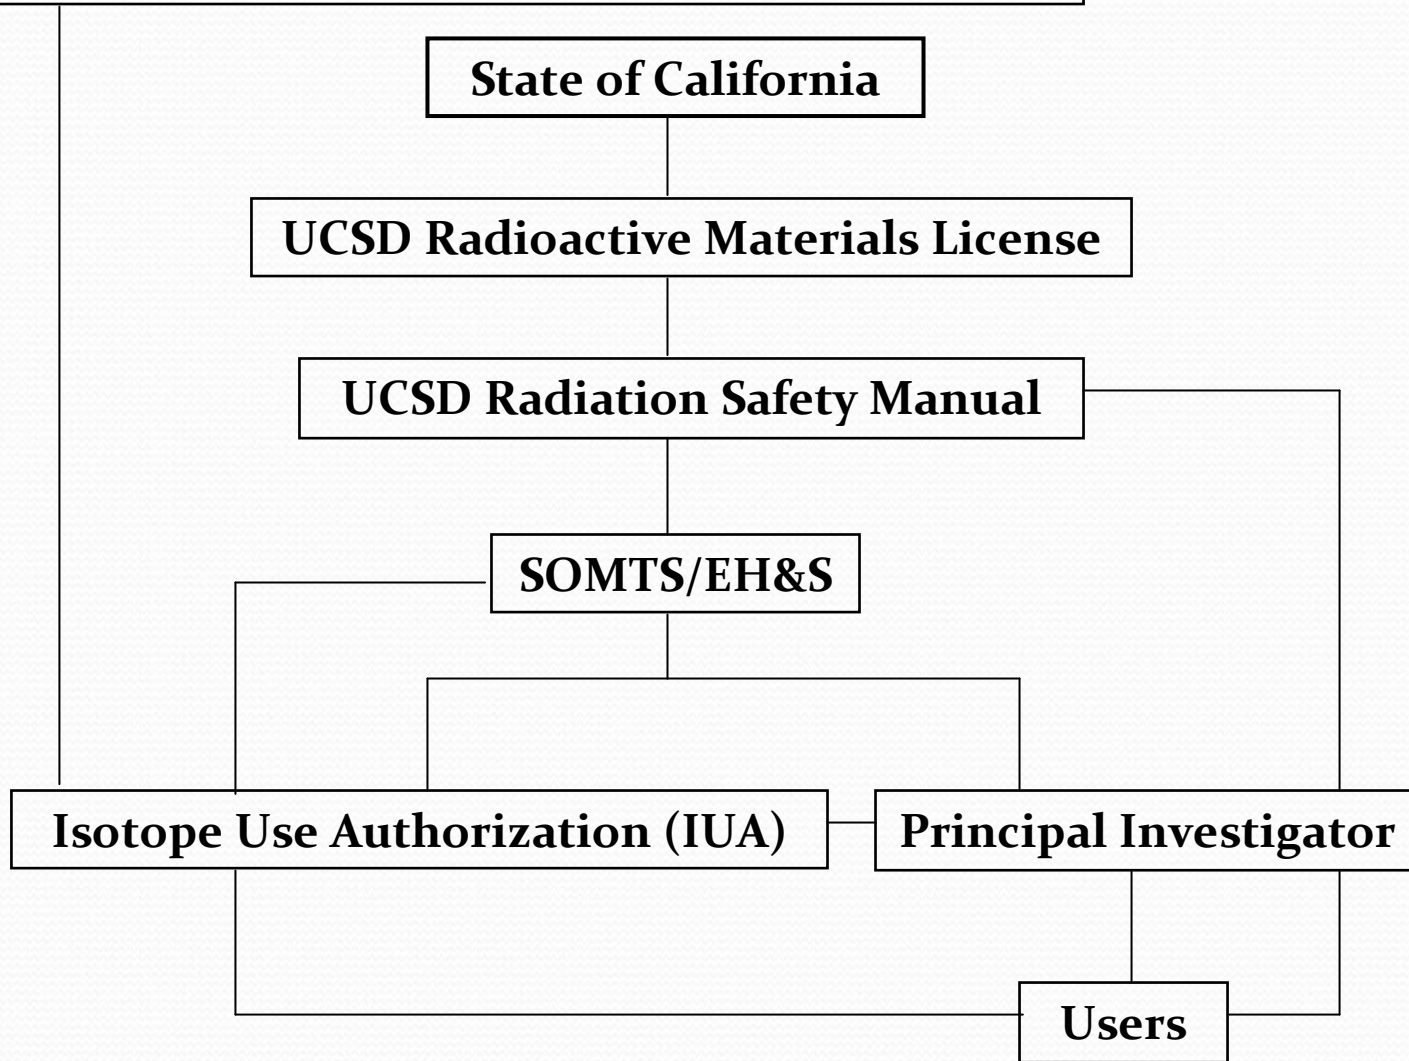 State of California
UCSD Radioactive Materials License
UCSD Radiation Safety Manual
SOMTS/EH&S
Isotope Use Authorization (IUA)
Principal Investigator
Users